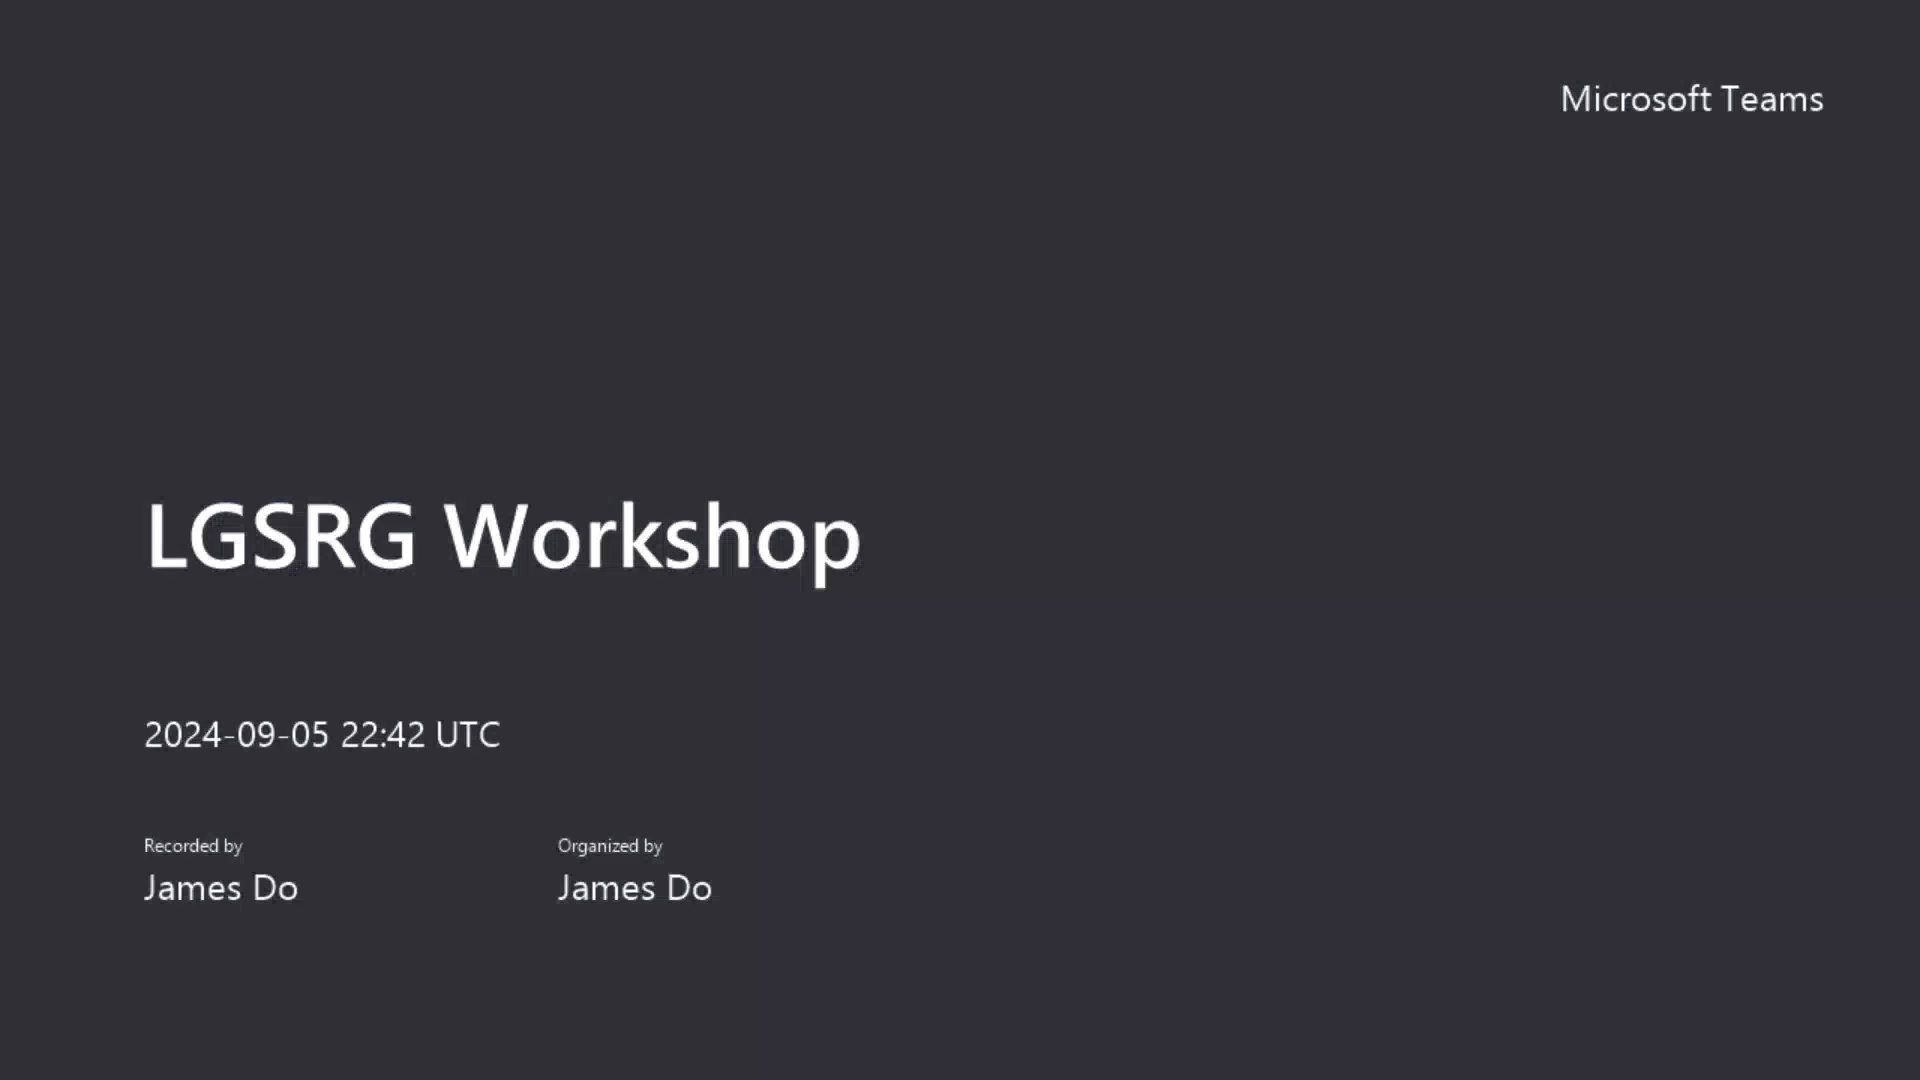 Microsoft Teams
LGSRG Workshop
2024-09-05 22:42 UTC
Recorded by
James Do
Organized by
James Do